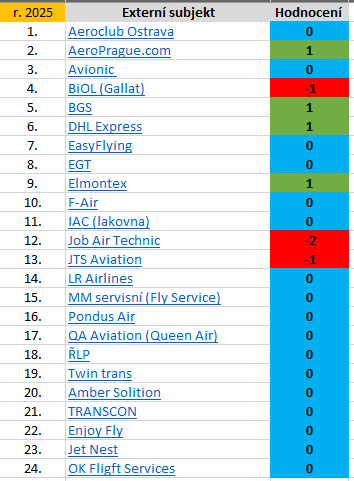 r. 2025 Externí subjekt Hodnocení
1. Aeroclub Ostrava 0
2. AeroPrague.com 1
3. Avionic 0
4. BiOL (Gallat) -1
5. BGS 1
6. DHL Express 1
7. EasyFlying 0
8. EGT 0
9. Elmontex 1
10. F-Air 0
11. IAC (lakovna) 0
12. Job Air Technic -2
13. JTS Aviation -1
14. LR Airlines 0
15. MM servisní (Fly Service) 0
16. Pondus Air 0
17. QA Aviation (Queen Air) 0
18. ŘLP 0
19. Twin trans 0
20. Amber Solition 0
21. TRANSCON 0
22. Enjoy Fly 0
23. Jet Nest 0
24. OK Fligft Services 0